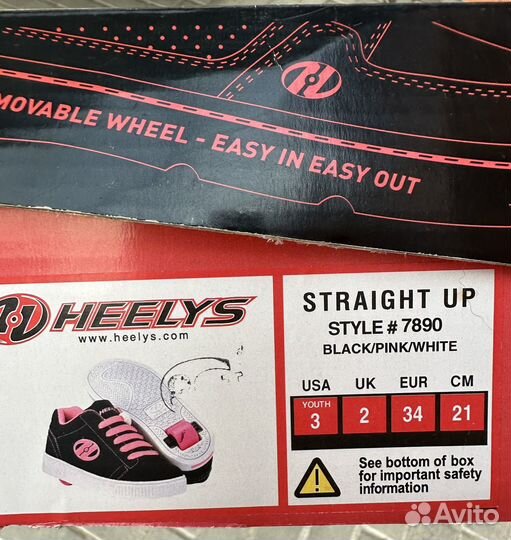 MOVABLE WHEEL - EASY IN EASY OUT
HEELYS
www.heelys.com
STRAIGHT UP
STYLE # 7890
BLACK/PINK/WHITE
USA UK EUR CM
YOUTH
3 2 34 21
See bottom of box
for important safety
information
Avito